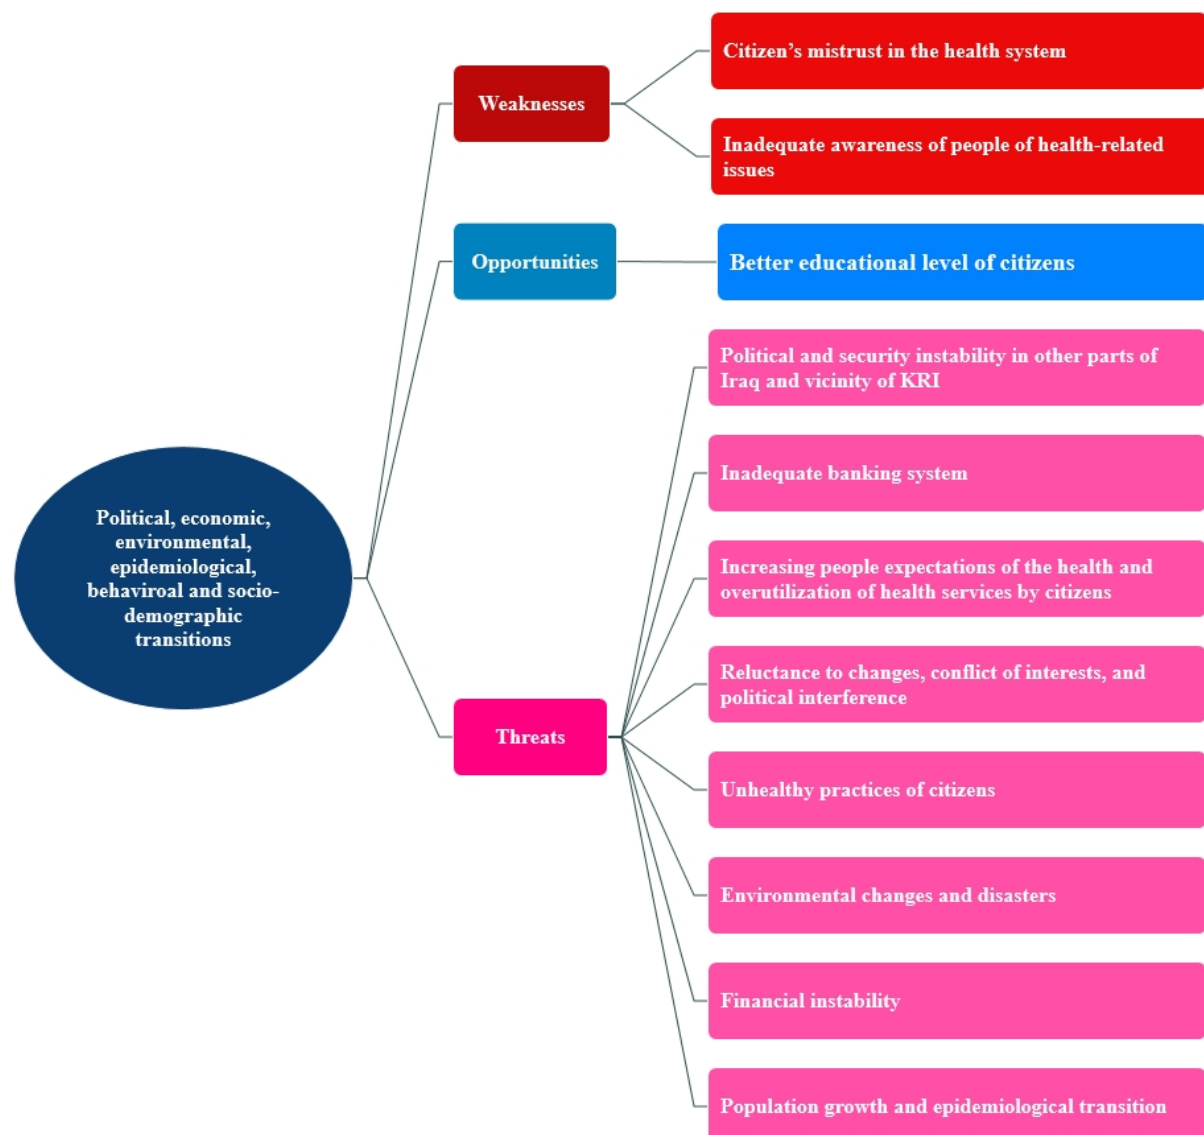 Political, economic,
environmental,
epidemiological,
behaviroal and socio-
demographic
transitions
Weaknesses
Citizen’s mistrust in the health system
Inadequate awareness of people of health-related
issues
Opportunities
Better educational level of citizens
Threats
Political and security instability in other parts of
Iraq and vicinity of KRI
Inadequate banking system
Increasing people expectations of the health and
overutilization of health services by citizens
Reluctance to changes, conflict of interests, and
political interference
Unhealthy practices of citizens
Environmental changes and disasters
Financial instability
Population growth and epidemiological transition